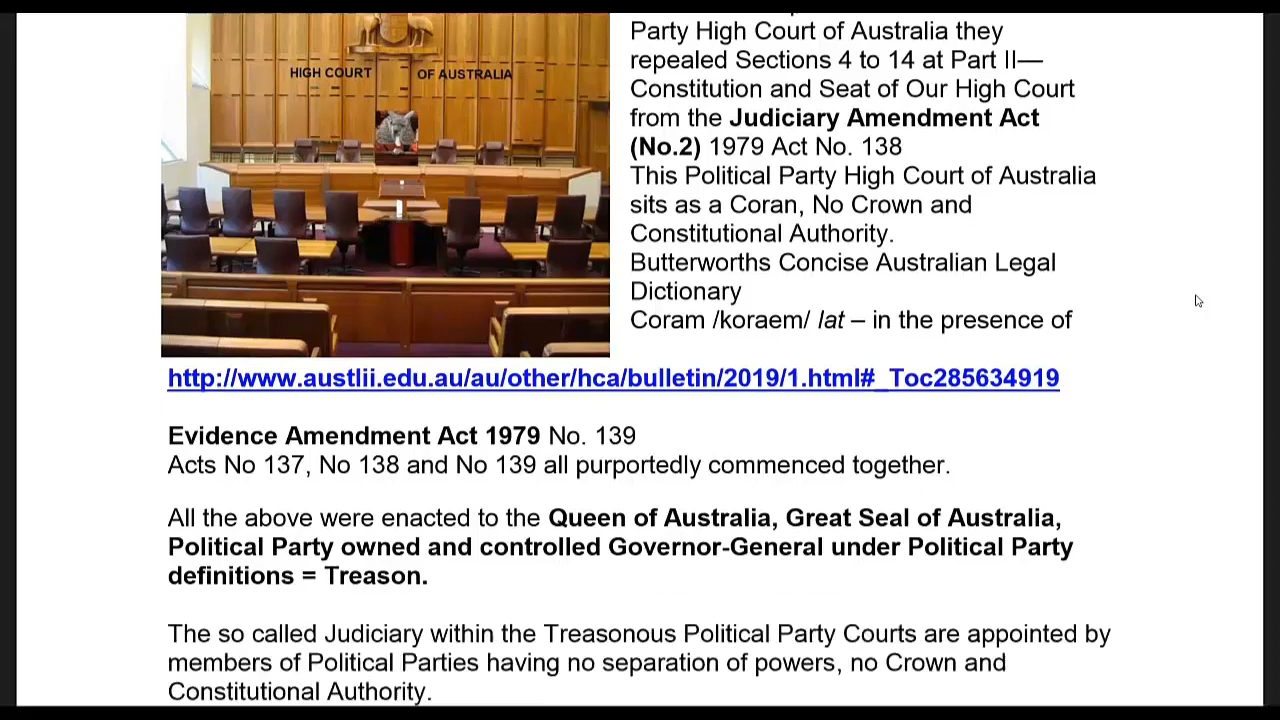 HIGH COURT OF AUSTRALIA
Party High Court of Australia they
repealed Sections 4 to 14 at Part II—
Constitution and Seat of Our High Court
from the Judiciary Amendment Act
(No.2) 1979 Act No. 138
This Political Party High Court of Australia
sits as a Coran, No Crown and
Constitutional Authority.
Butterworths Concise Australian Legal
Dictionary
Coram /koraem/ lat – in the presence of
http://www.austlii.edu.au/au/other/hca/bulletin/2019/1.html#_Toc285634919
Evidence Amendment Act 1979 No. 139
Acts No 137, No 138 and No 139 all purportedly commenced together.
All the above were enacted to the Queen of Australia, Great Seal of Australia,
Political Party owned and controlled Governor-General under Political Party
definitions = Treason.
The so called Judiciary within the Treasonous Political Party Courts are appointed by
members of Political Parties having no separation of powers, no Crown and
Constitutional Authority.